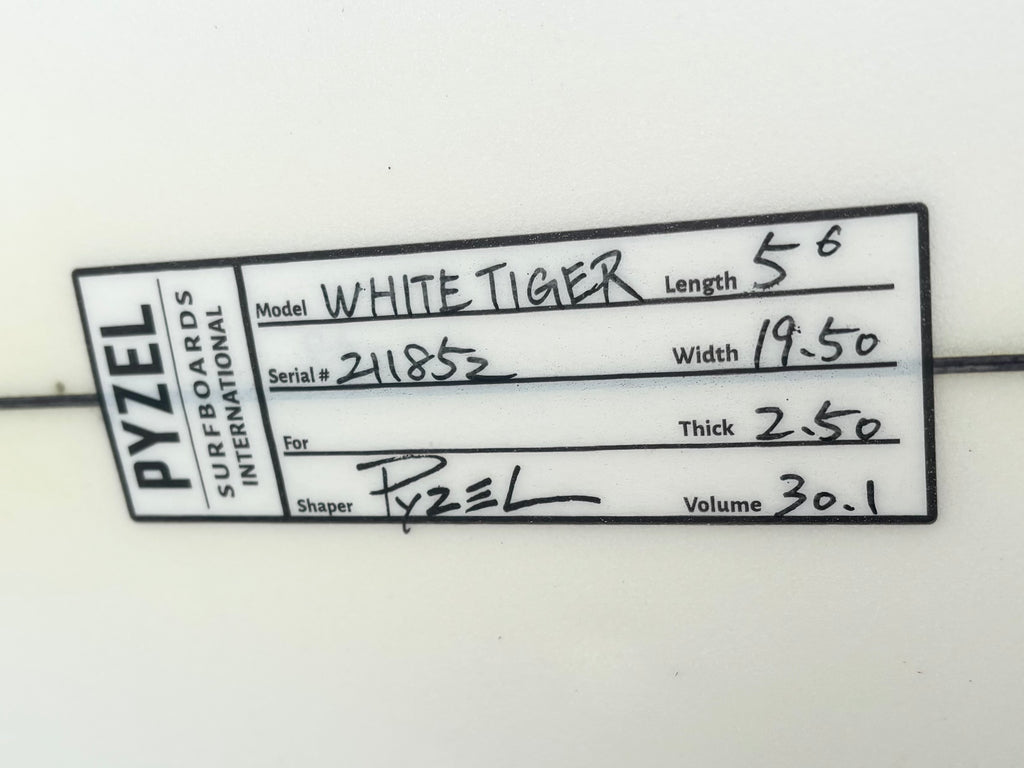 PYZEL
SURFBOARDS
INTERNATIONAL
Model WHITE TIGER Length 5 6
Serial # 211852 Width 19.50
For Thick 2.50
Shaper PYZEL Volume 30.1